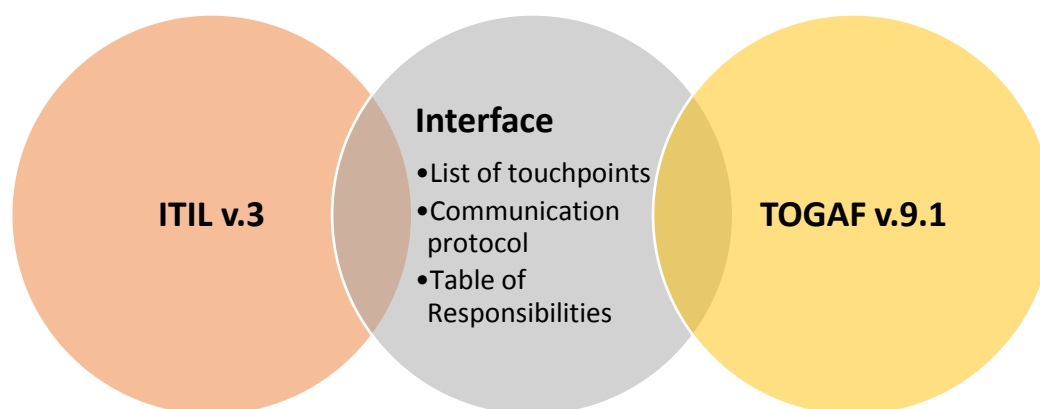 ITIL v.3
Interface
•List of touchpoints
•Communication
protocol
•Table of
Responsibilities
TOGAF v.9.1